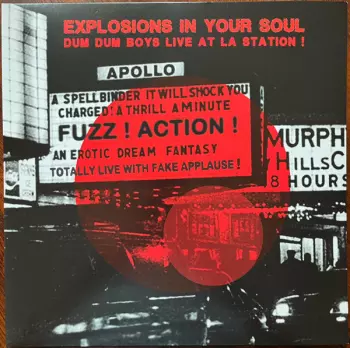 EXPLOSIONS IN YOUR SOUL
DUM DUM BOYS LIVE AT LA STATION !
APOLLO
A SPELLBINDER IT WILL SHOCK YOU
CHARGED! A THRILL A MINUTE
FUZZ ! ACTION !
AN EROTIC DREAM FANTASY
TOTALLY LIVE WITH FAKE APPLAUSE !
MURPH
Y HillsC
8 HOURS